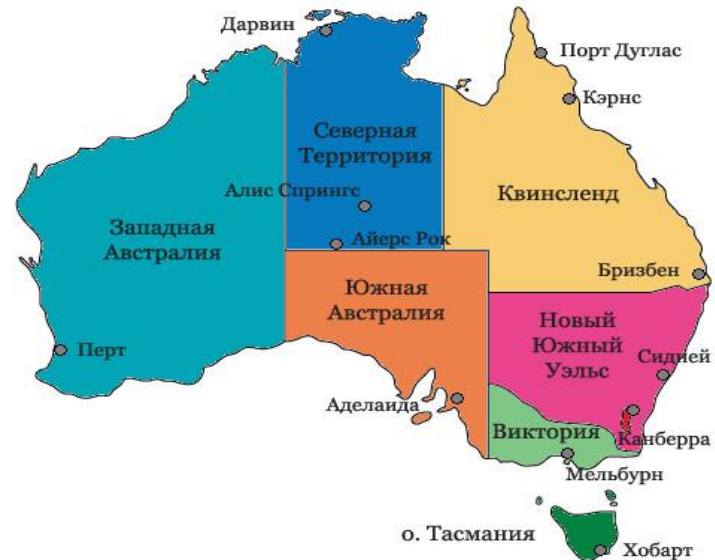 Дарвин
Порт Дуглас
Кэрнс
Северная
Территория
Алис Спрингс
Квинсленд
Западная
Австралия
Айерс Рок
Бризбен
Южная
Австралия
Новый
Южный
Уэльс
Сидней
Перт
Аделаида
Виктория
Канберра
Мельбурн
о. Тасмания
Хобарт